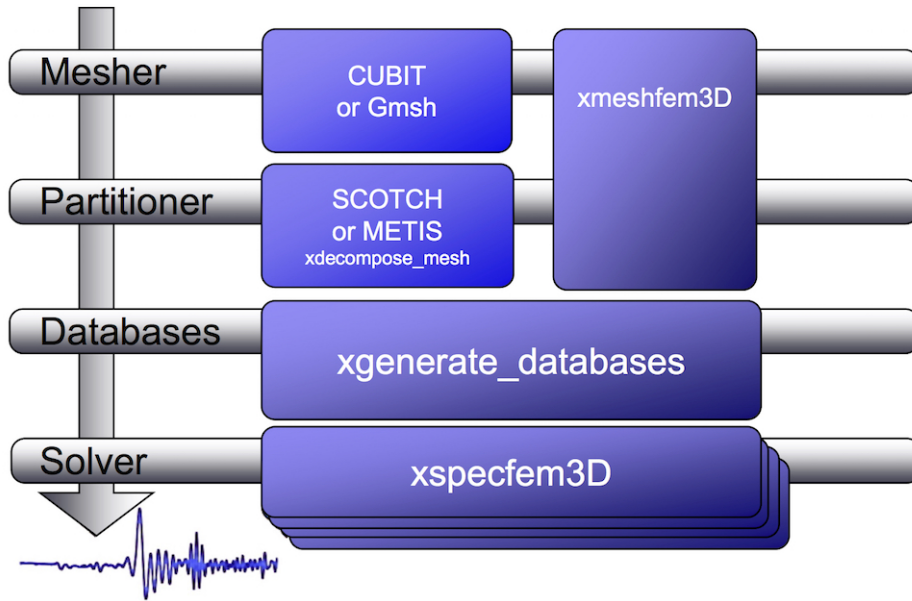 Mesher
CUBIT
or Gmsh
xmeshfem3D
Partitioner
SCOTCH
or METIS
xdecompose_mesh
Databases
xgenerate_databases
Solver
xspecfem3D